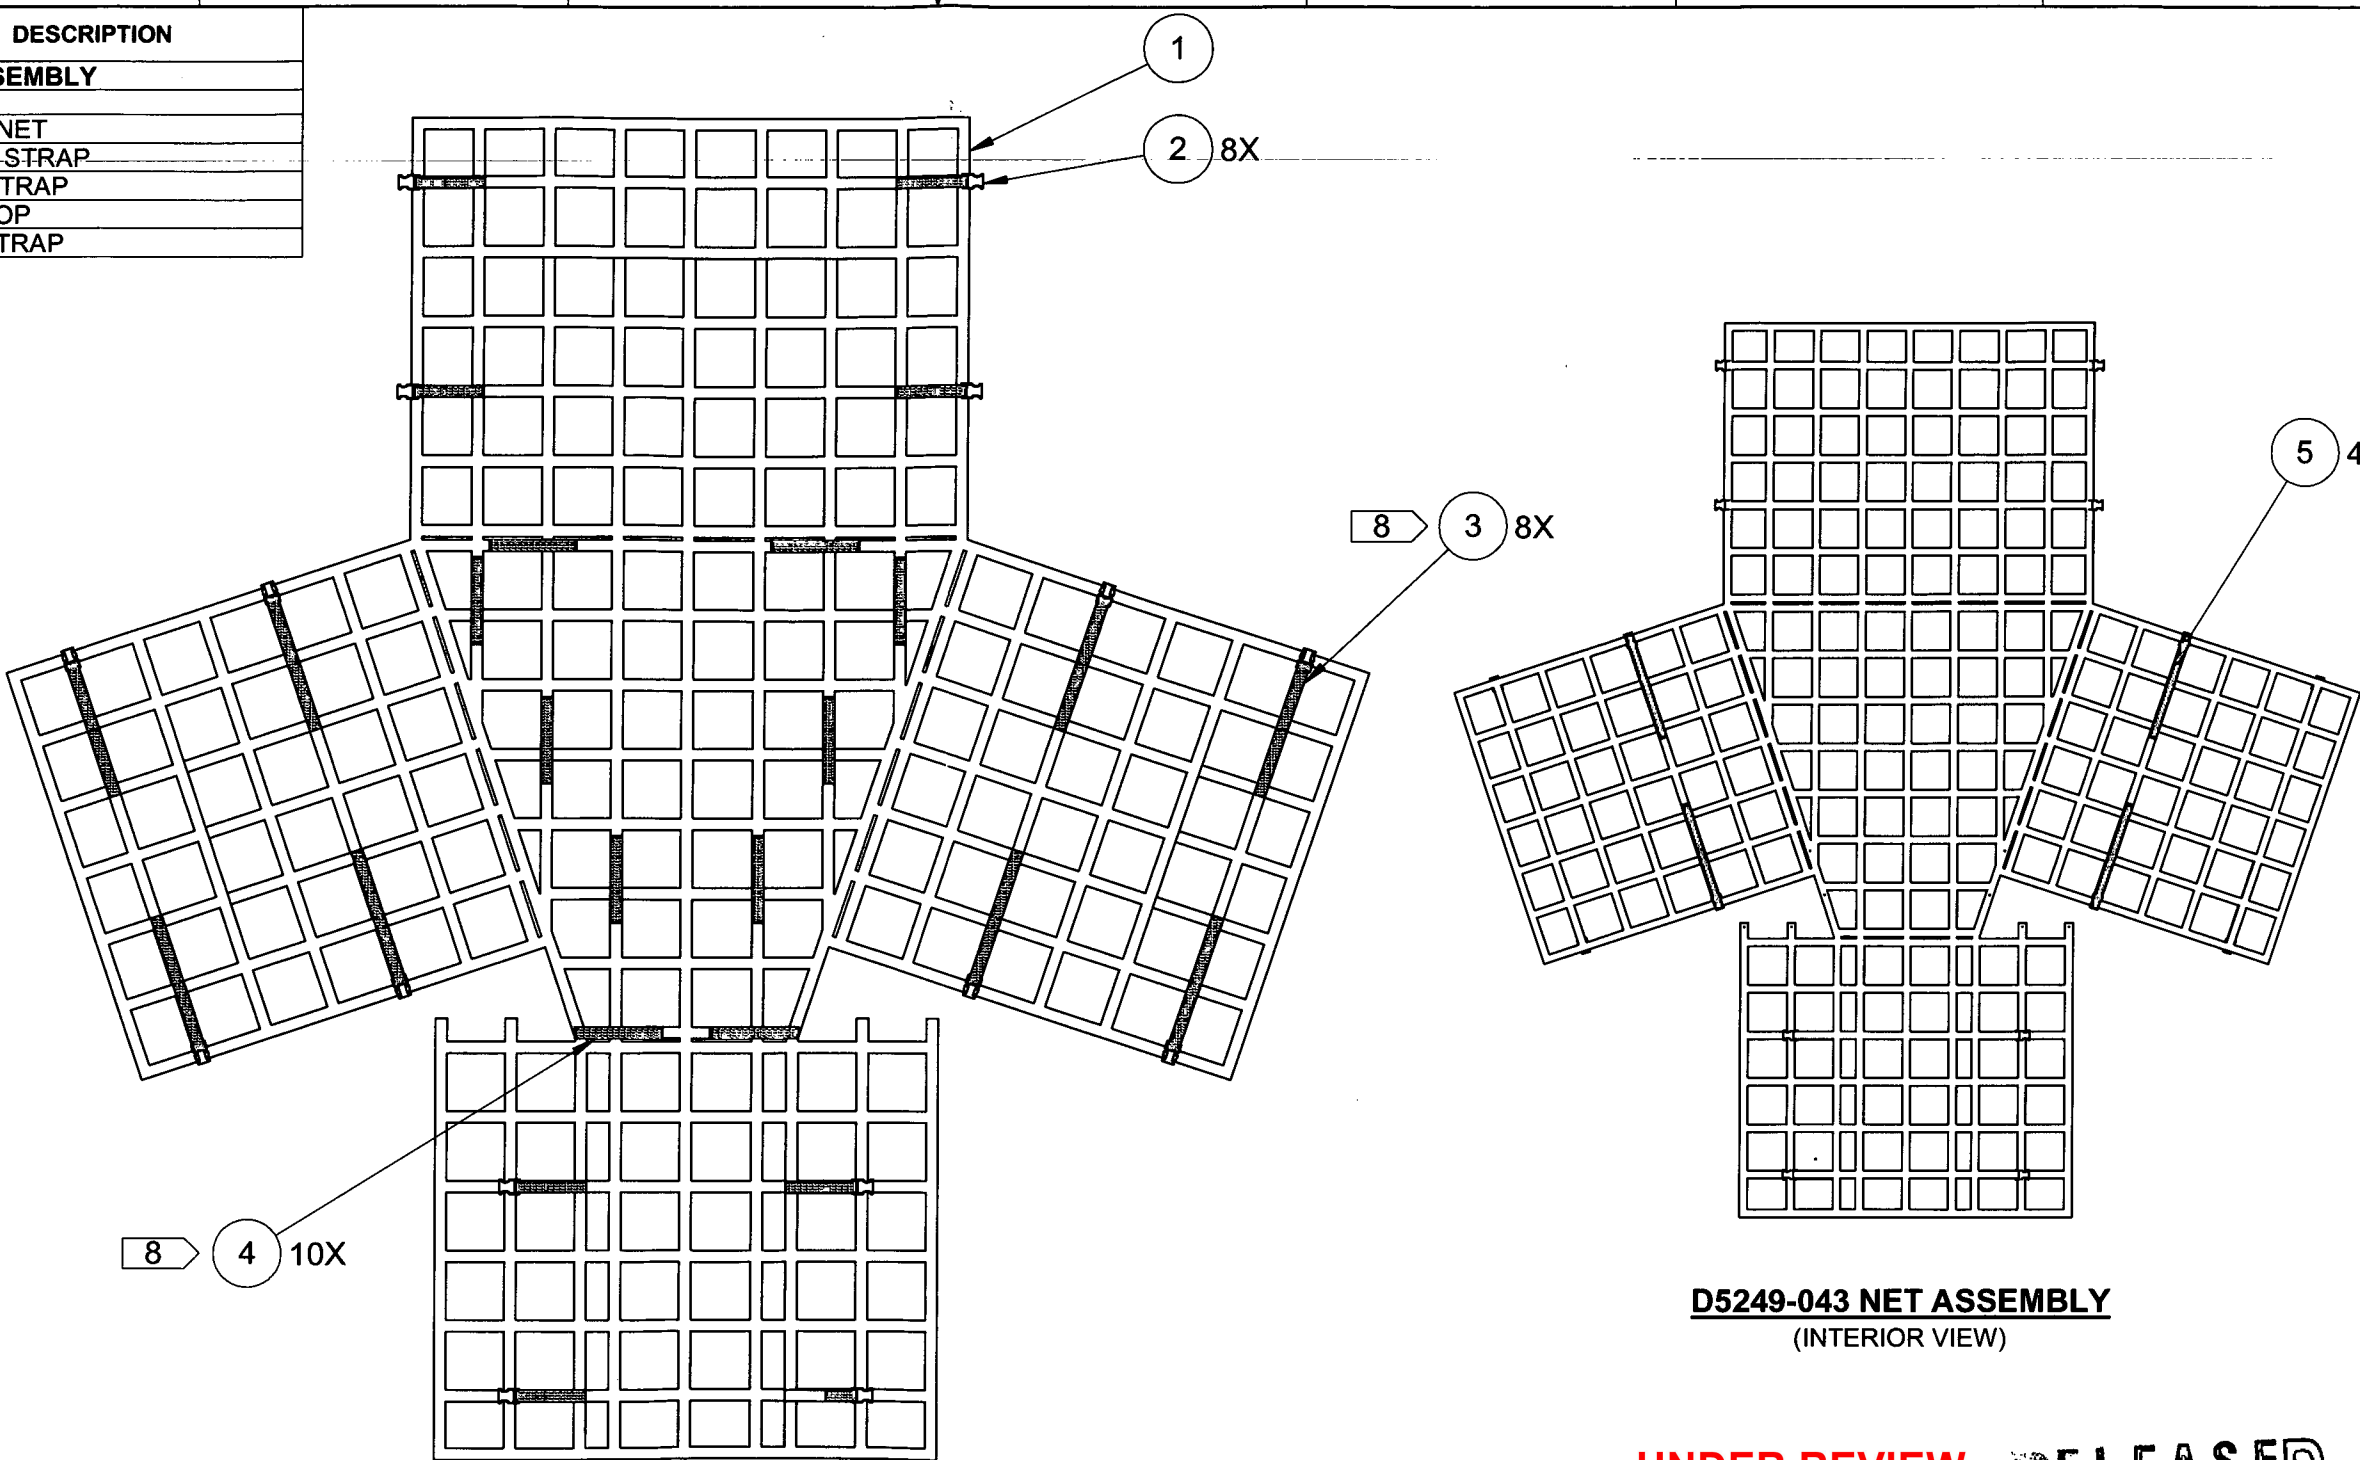 DESCRIPTION
SEMBLY
NET
STRAP
TRAP
OP
TRAP
1
2 8X
8 3 8X
5 4
8 4 10X
D5249-043 NET ASSEMBLY
(INTERIOR VIEW)
UNDER REVIEW
RELEASED